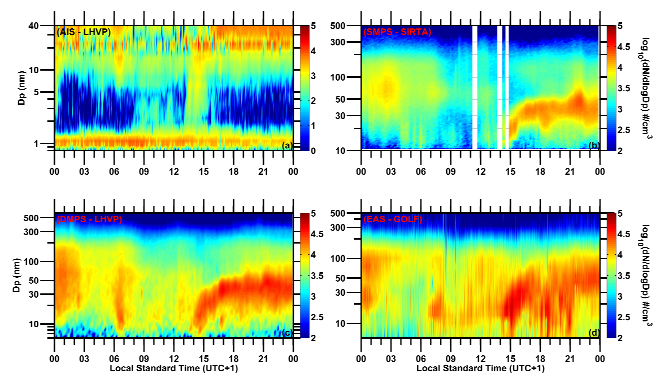 (AIS - LHVP)
40
10
5
1
Dp (nm)
00 03 06 09 12 15 18 21 00
(a)
5
4
3
2
1
0
(SMPS - SIRTA)
500
100
50
30
10
00 03 06 09 12 15 18 21 00
(b)
5
4.5
4
3.5
3
2.5
2
log10(dN/dlogDp) #/cm3
(DMPS - LHVP)
500
100
50
30
10
Dp (nm)
00 03 06 09 12 15 18 21 00
(c)
Local Standard Time (UTC+1)
5
4.5
4
3.5
3
2.5
2
(EAS - GOLF)
500
100
50
30
10
00 03 06 09 12 15 18 21 00
(d)
Local Standard Time (UTC+1)
5
4.5
4
3.5
3
2.5
2
log10(dN/dlogDp) #/cm3